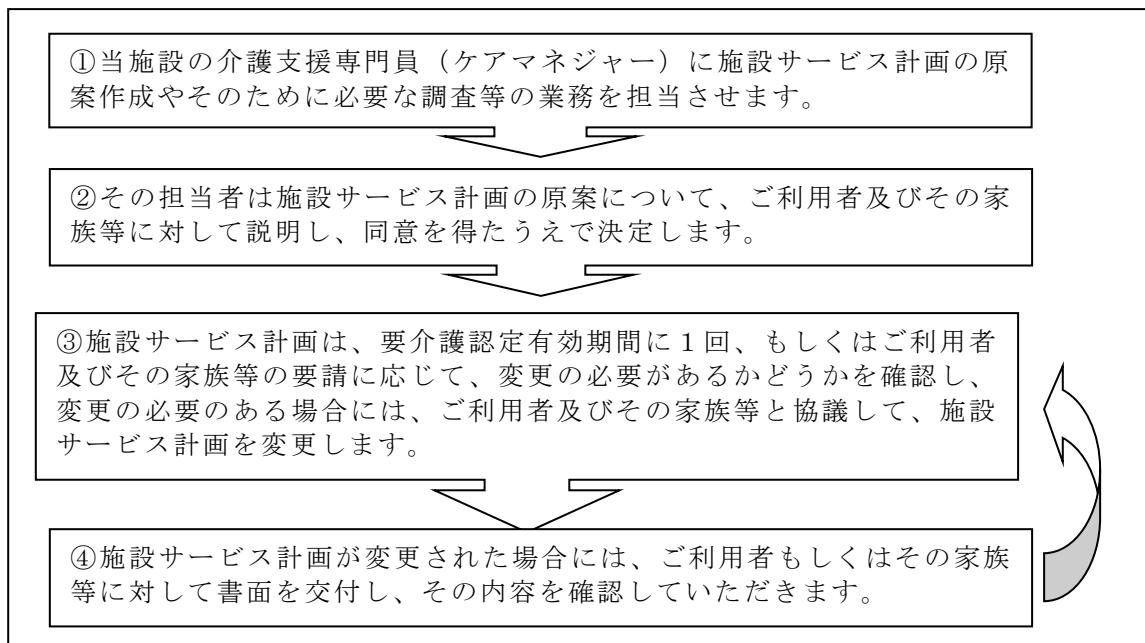 ①当施設の介護支援専門員（ケアマネジャー）に施設サービス計画の原
案作成やそのために必要な調査等の業務を担当させます。
②その担当者は施設サービス計画の原案について、ご利用者及びその家
族等に対して説明し、同意を得たうえで決定します。
③施設サービス計画は、要介護認定有効期間に１回、もしくはご利用者
及びその家族等の要請に応じて、変更の必要があるかどうかを確認し、
変更の必要のある場合には、ご利用者及びその家族等と協議して、施設
サービス計画を変更します。
④施設サービス計画が変更された場合には、ご利用者もしくはその家族
等に対して書面を交付し、その内容を確認していただきます。